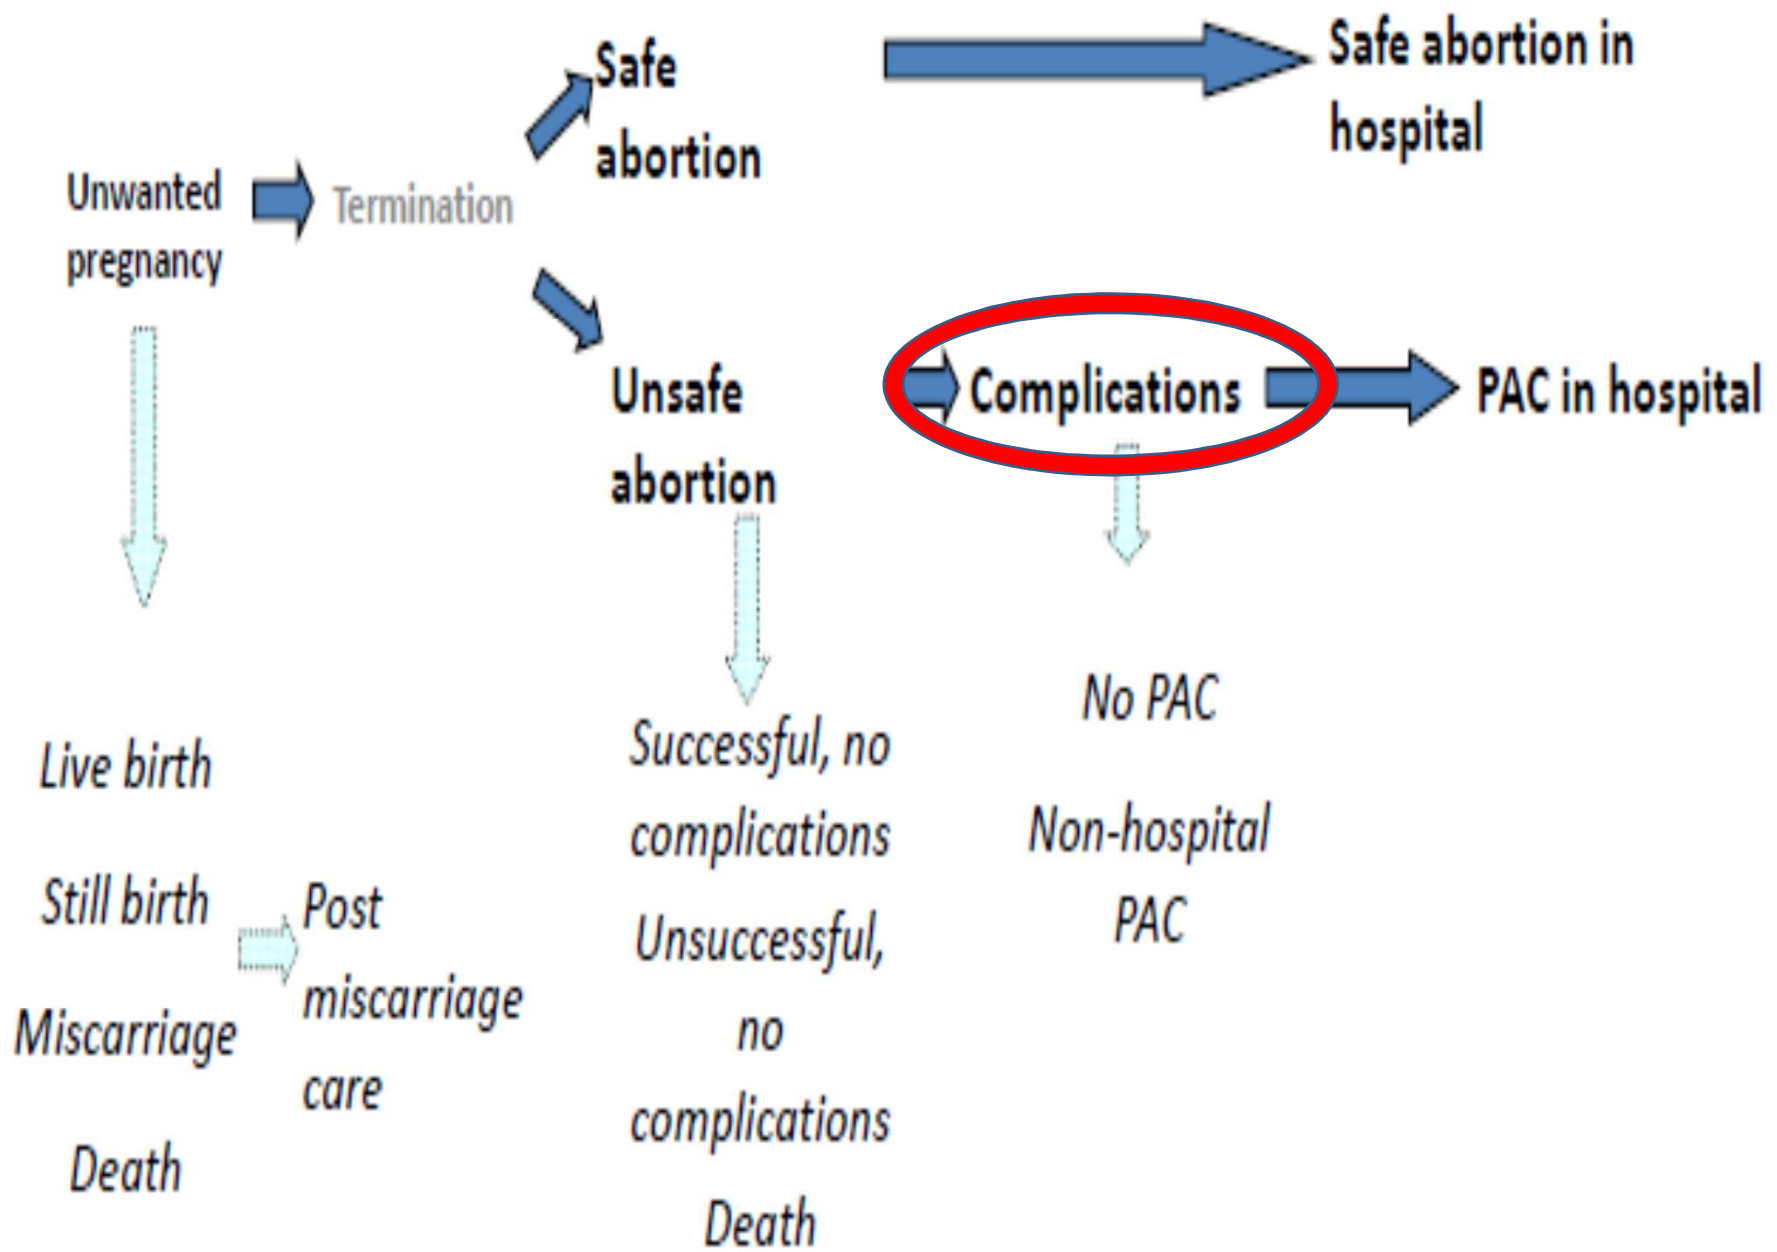 Safe
abortion
Safe abortion in
hospital
Unwanted
pregnancy
Termination
Unsafe
abortion
Complications
PAC in hospital
Live birth
Still birth
Miscarriage
Death
Post
miscarriage
care
Successful, no
complications
Unsuccessful,
no
complications
Death
No PAC
Non-hospital
PAC